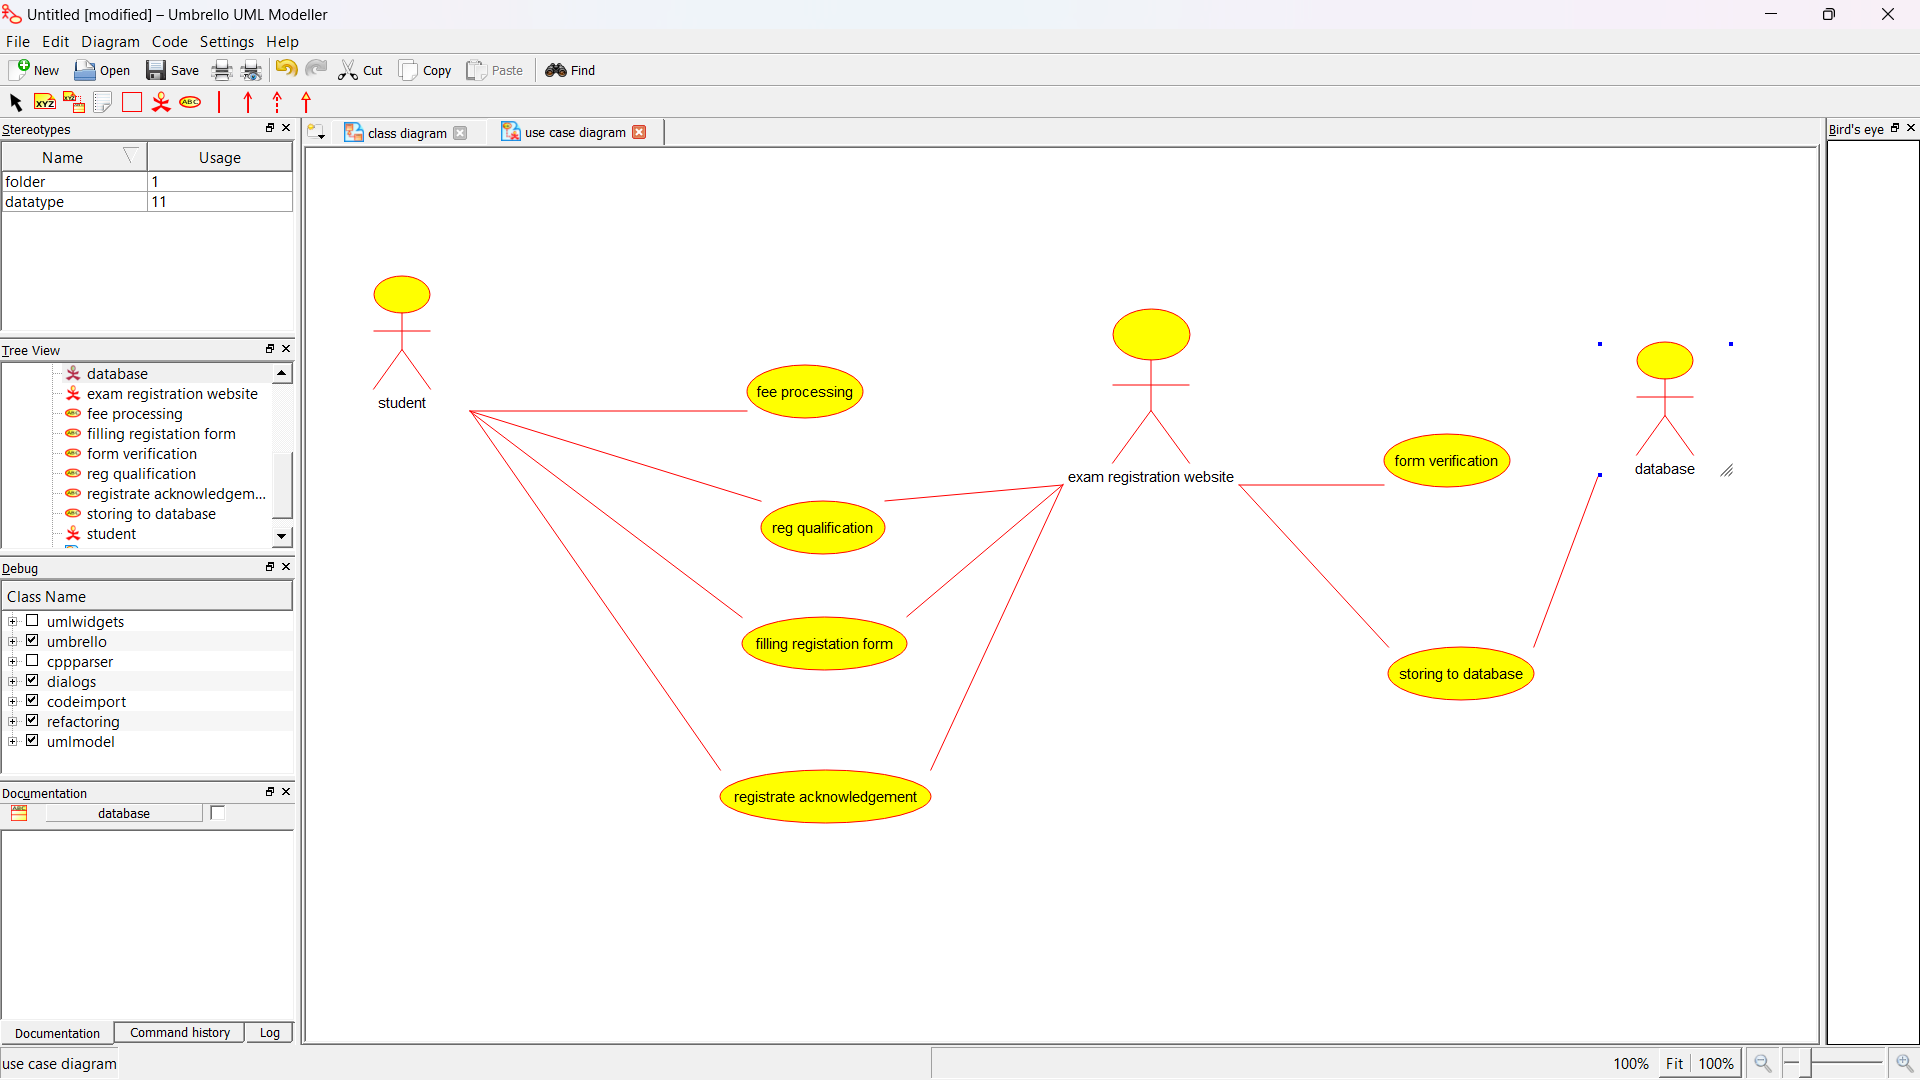 Untitled [modified] – Umbrello UML Modeller
File Edit Diagram Code Settings Help
New Open Save Cut Copy Paste Find
XYZ XYZ ABC
Stereotypes
Name Usage
folder 1
datatype 11
Tree View
database
exam registration website
fee processing
filling registation form
form verification
reg qualification
registrate acknowledgem...
storing to database
student
Debug
Class Name
umlwidgets
umbrello
cppparser
dialogs
codeimport
refactoring
umlmodel
Documentation
database
Documentation Command history Log
class diagram use case diagram
student
fee processing
reg qualification
filling registation form
registrate acknowledgement
exam registration website
form verification
storing to database
database
Bird's eye
use case diagram
100% Fit 100%